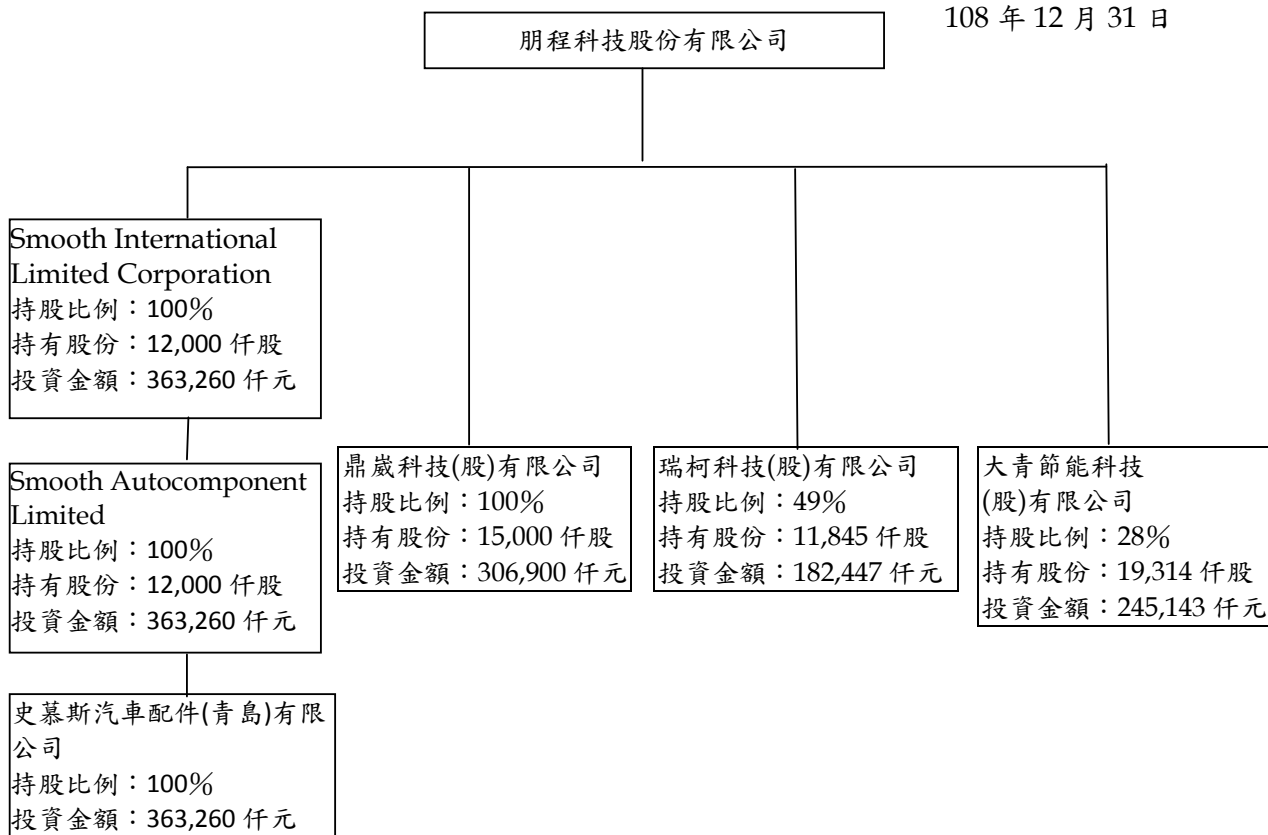 108 年 12 月 31 日
朋程科技股份有限公司
Smooth International
Limited Corporation
持股比例：100%
持有股份：12,000 仟股
投資金額：363,260 仟元
Smooth Autocomponent
Limited
持股比例：100%
持有股份：12,000 仟股
投資金額：363,260 仟元
史慕斯汽車配件(青島)有限
公司
持股比例：100%
投資金額：363,260 仟元
鼎崴科技(股)有限公司
持股比例：100%
持有股份：15,000 仟股
投資金額：306,900 仟元
瑞柯科技(股)有限公司
持股比例：49%
持有股份：11,845 仟股
投資金額：182,447 仟元
大青節能科技
(股)有限公司
持股比例：28%
持有股份：19,314 仟股
投資金額：245,143 仟元